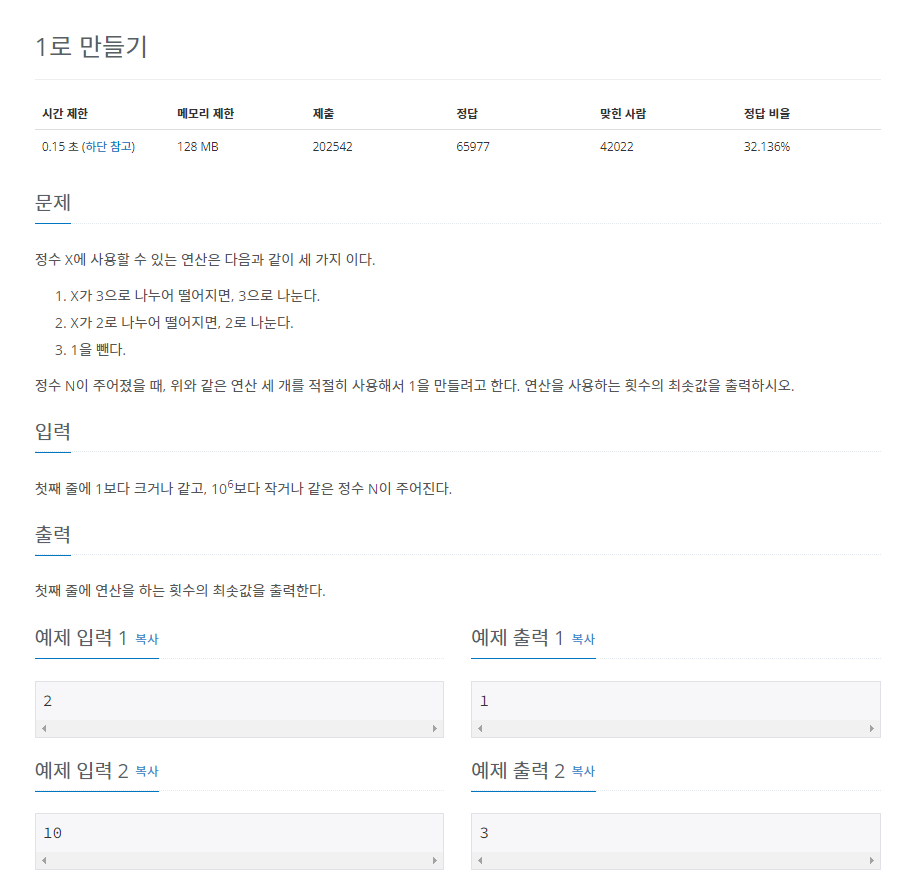 1로 만들기
시간 제한 메모리 제한 제출 정답 맞힌 사람 정답 비율
0.15 초 (하단 참고) 128 MB 202542 65977 42022 32.136%
문제
정수 X에 사용할 수 있는 연산은 다음과 같이 세 가지 이다.
1. X가 3으로 나누어 떨어지면, 3으로 나눈다.
2. X가 2로 나누어 떨어지면, 2로 나눈다.
3. 1을 뺀다.
정수 N이 주어졌을 때, 위와 같은 연산 세 개를 적절히 사용해서 1을 만들려고 한다. 연산을 사용하는 횟수의 최솟값을 출력하시오.
입력
첫째 줄에 1보다 크거나 같고, 10⁶보다 작거나 같은 정수 N이 주어진다.
출력
첫째 줄에 연산을 하는 횟수의 최솟값을 출력한다.
예제 입력 1 복사
2
예제 출력 1 복사
1
예제 입력 2 복사
10
예제 출력 2 복사
3